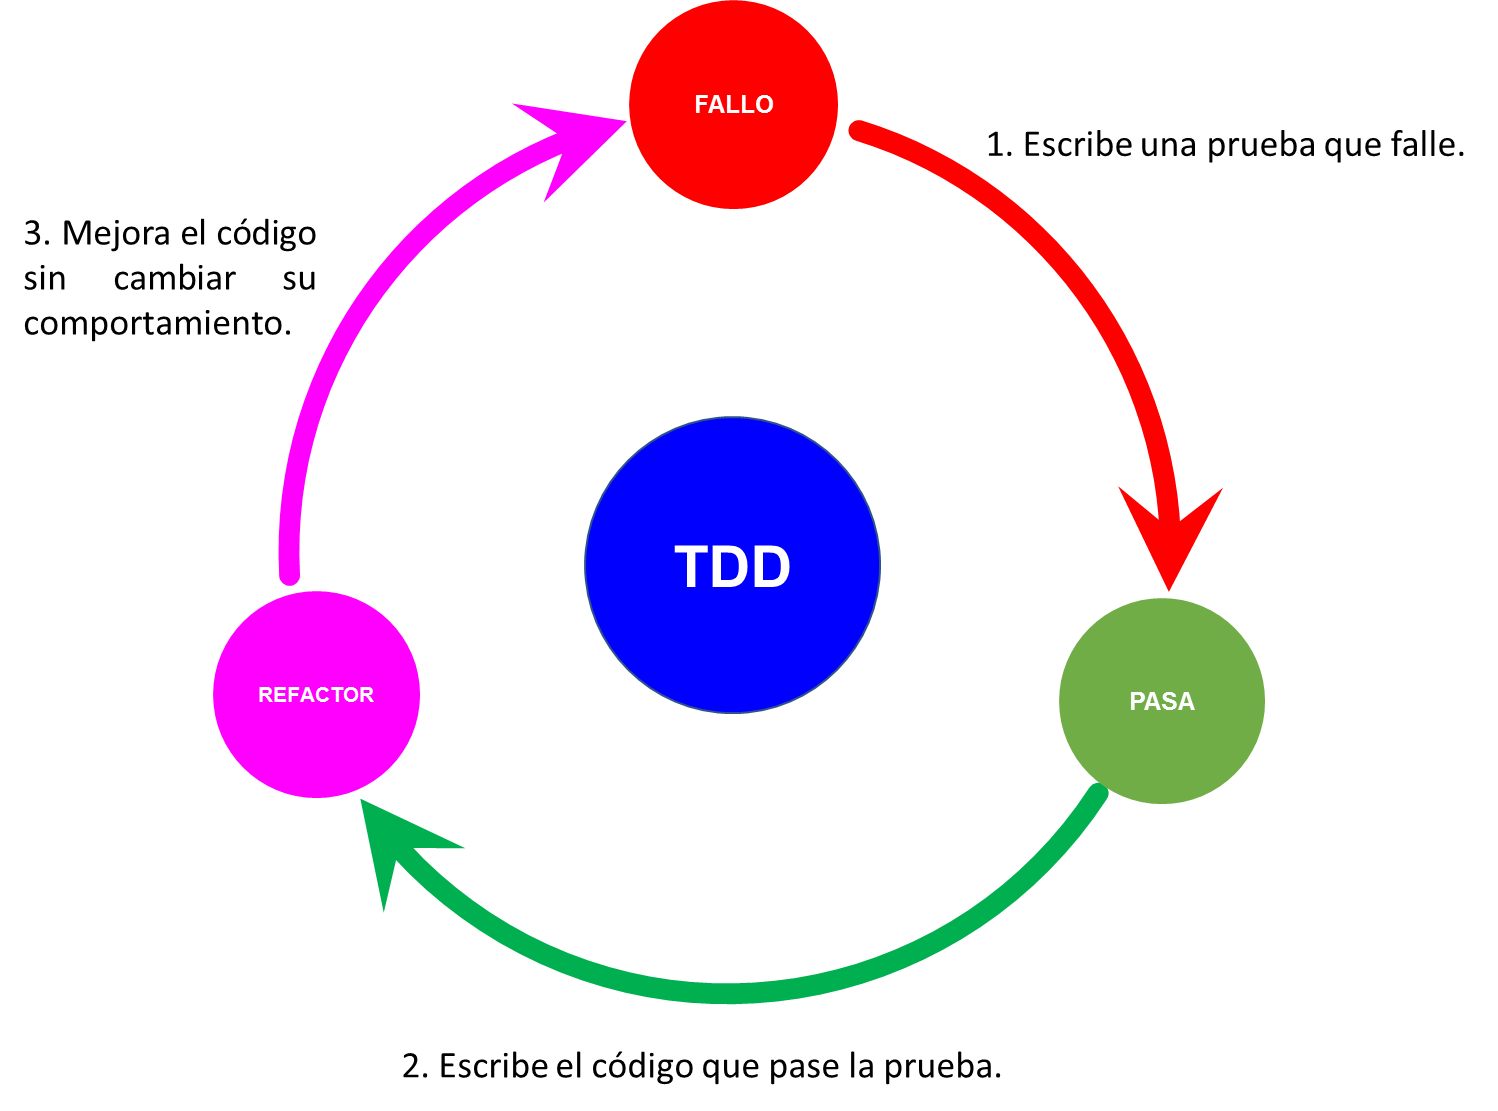 FALLO
1. Escribe una prueba que falle.
3. Mejora el código
sin cambiar su
comportamiento.
TDD
REFACTOR
PASA
2. Escribe el código que pase la prueba.